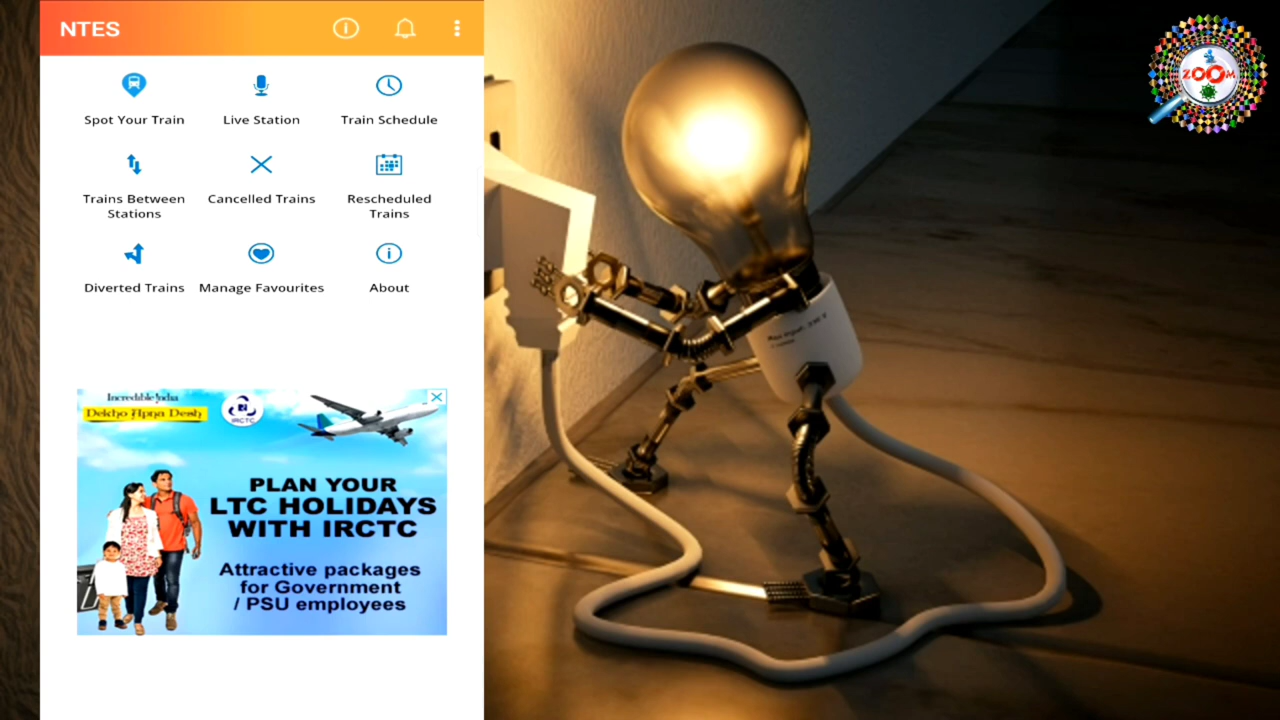 NTES
Spot Your Train
Live Station
Train Schedule
Trains Between
Stations
Cancelled Trains
Rescheduled
Trains
Diverted Trains
Manage Favourites
About
Incredible India
Dekho Apna Desh
IRCTC
PLAN YOUR
LTC HOLIDAYS
WITH IRCTC
Attractive packages
for Government
/ PSU employees
ZOOM